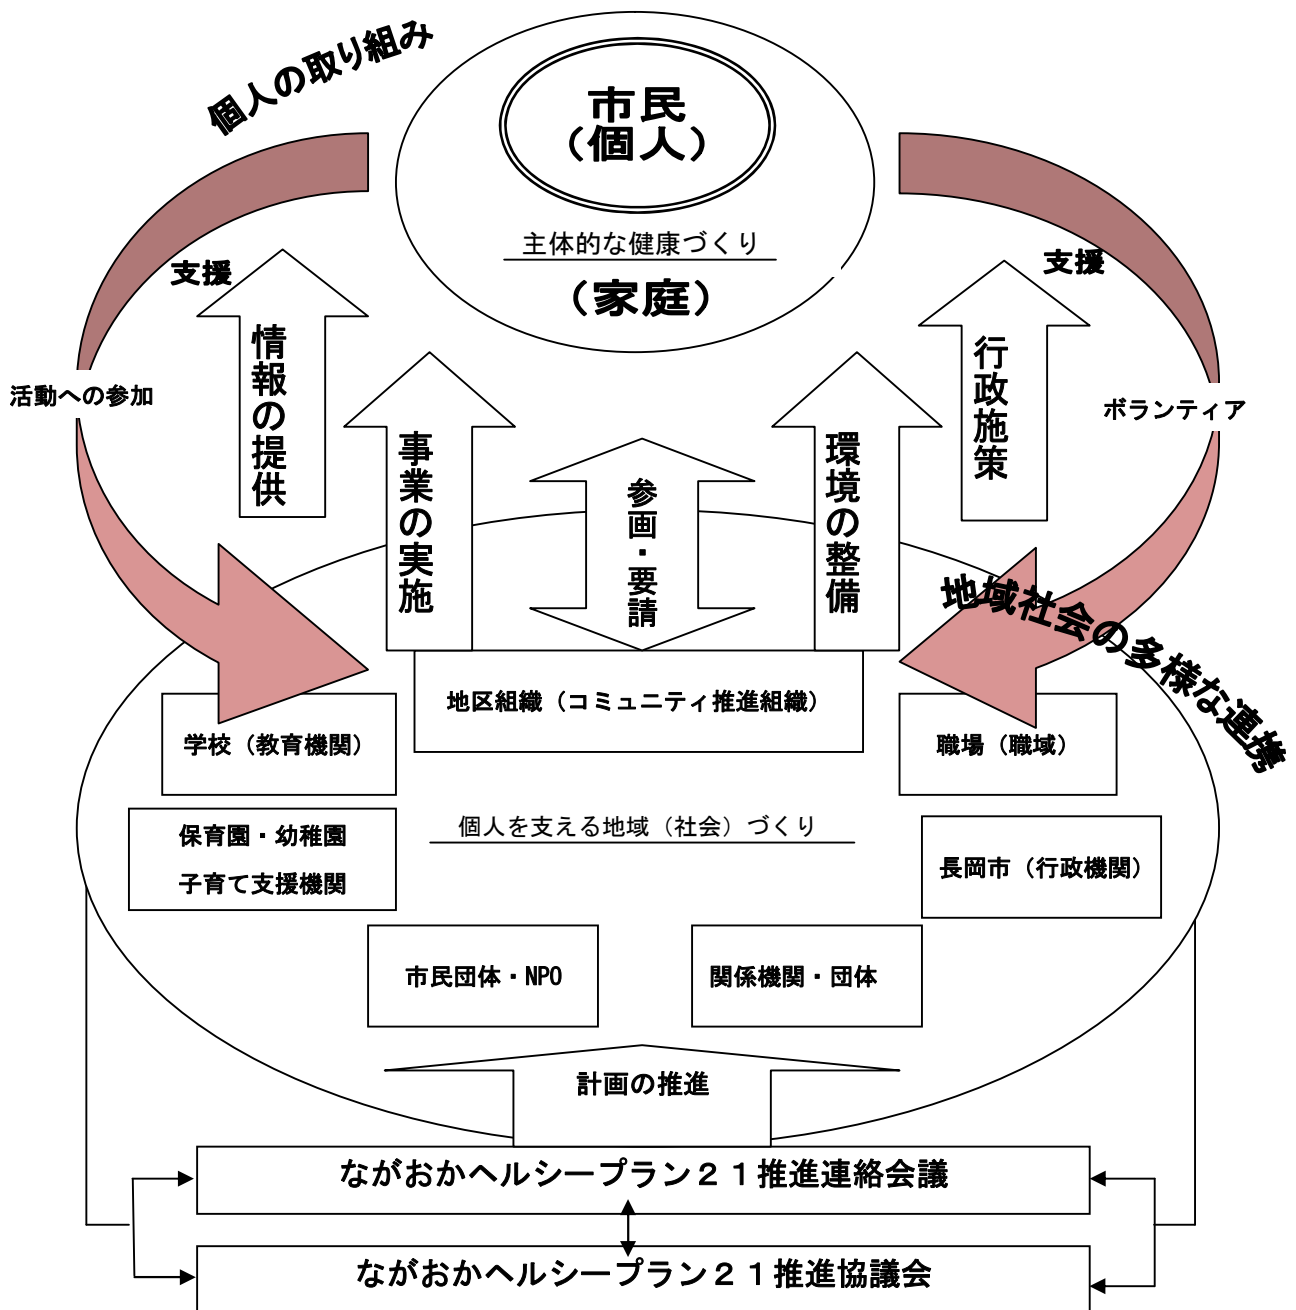 個人の取り組み
市民
（個人）
主体的な健康づくり
（家庭）
支援
支援
情報の提供
行政施策
活動への参加
ボランティア
事業の実施
環境の整備
参画・要請
地域社会の多様な連携
地区組織（コミュニティ推進組織）
学校（教育機関）
職場（職域）
個人を支える地域（社会）づくり
保育園・幼稚園
子育て支援機関
長岡市（行政機関）
市民団体・NPO
関係機関・団体
計画の推進
ながおかヘルシープラン２１推進連絡会議
ながおかヘルシープラン２１推進協議会